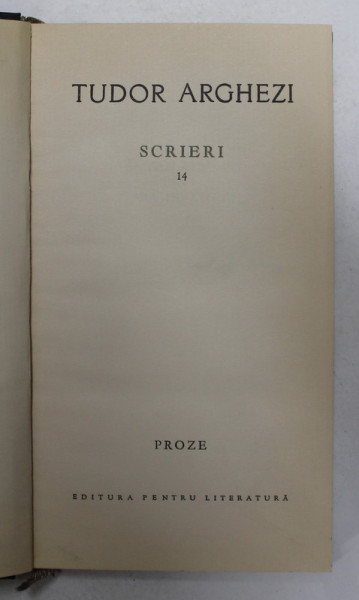 TUDOR ARGHEZI
SCRIERI
14
PROZE
EDITURA PENTRU LITERATURĂ